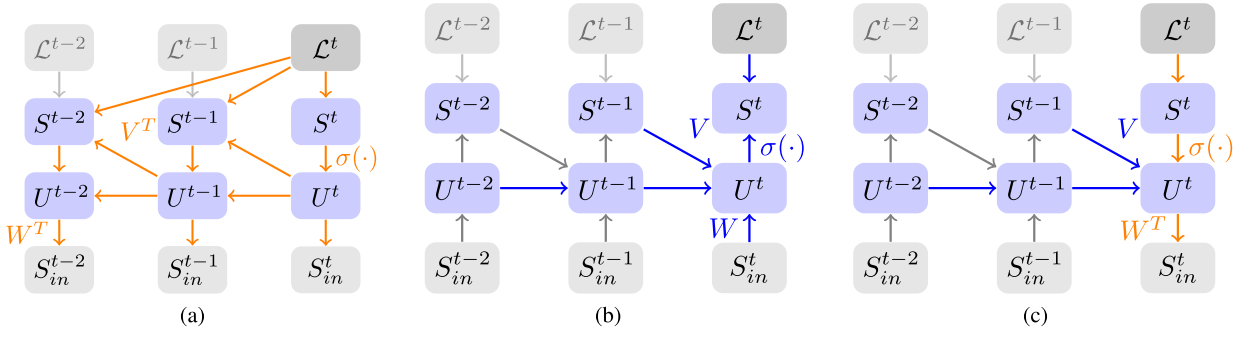 ℒ^{t−2} ℒ^{t−1} ℒ^t
S^{t−2} V^T S^{t−1} S^t
σ(·)
U^{t−2} U^{t−1} U^t
W^T
S_{in}^{t−2} S_{in}^{t−1} S_{in}^t
(a)
ℒ^{t−2} ℒ^{t−1} ℒ^t
S^{t−2} S^{t−1} S^t
V
σ(·)
U^{t−2} U^{t−1} U^t
W
S_{in}^{t−2} S_{in}^{t−1} S_{in}^t
(b)
ℒ^{t−2} ℒ^{t−1} ℒ^t
S^{t−2} S^{t−1} S^t
V
σ(·)
U^{t−2} U^{t−1} U^t
W^T
S_{in}^{t−2} S_{in}^{t−1} S_{in}^t
(c)